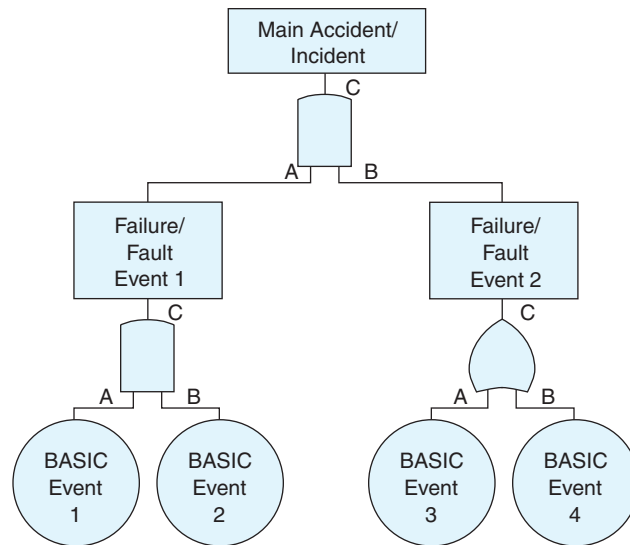 Main Accident/
Incident
C
A
B
Failure/
Fault
Event 1
Failure/
Fault
Event 2
C
C
A
B
A
B
BASIC
Event
1
BASIC
Event
2
BASIC
Event
3
BASIC
Event
4